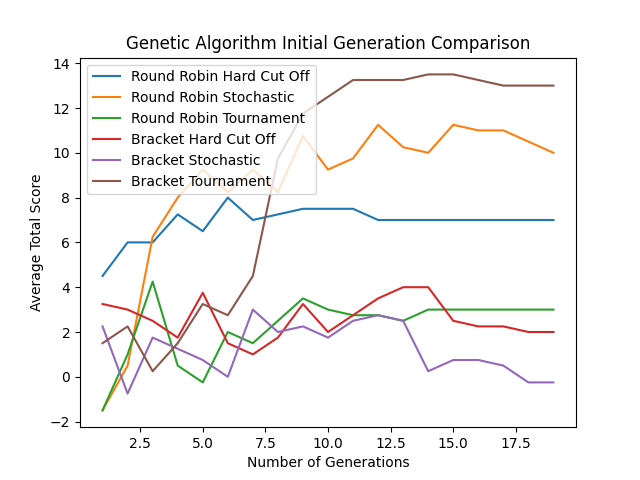 Genetic Algorithm Initial Generation Comparison
14
12
10
8
6
4
2
0
−2
Average Total Score
Round Robin Hard Cut Off
Round Robin Stochastic
Round Robin Tournament
Bracket Hard Cut Off
Bracket Stochastic
Bracket Tournament
2.5 5.0 7.5 10.0 12.5 15.0 17.5
Number of Generations